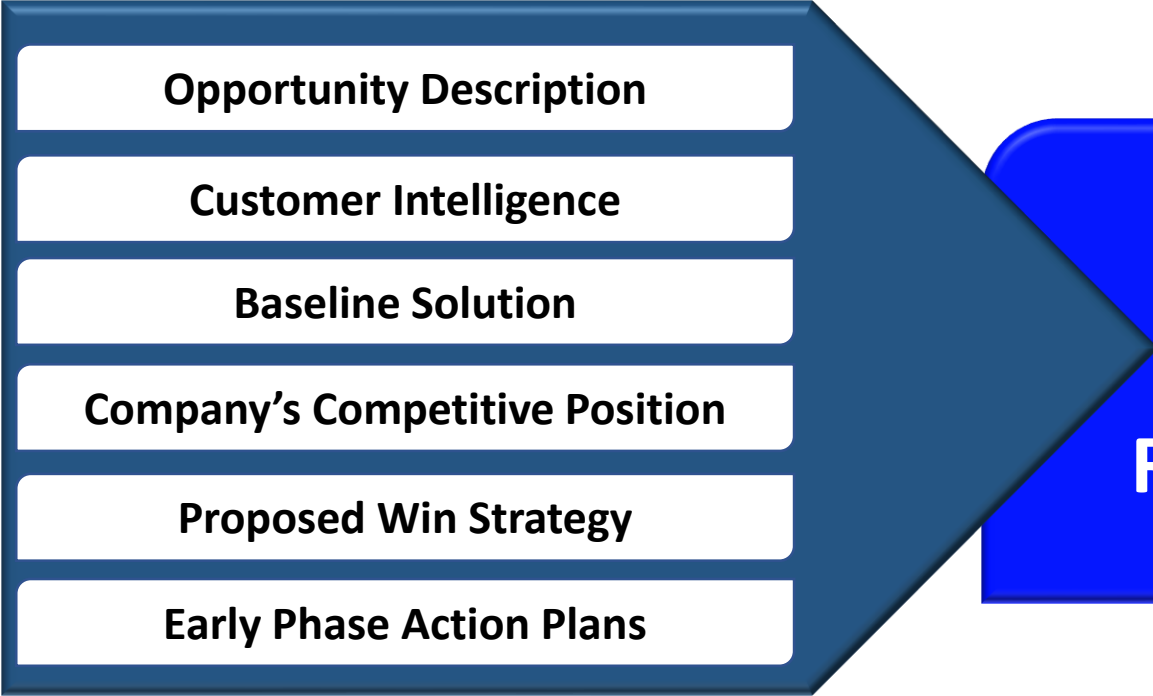 Opportunity Description
Customer Intelligence
Baseline Solution
Company’s Competitive Position
Proposed Win Strategy
Early Phase Action Plans